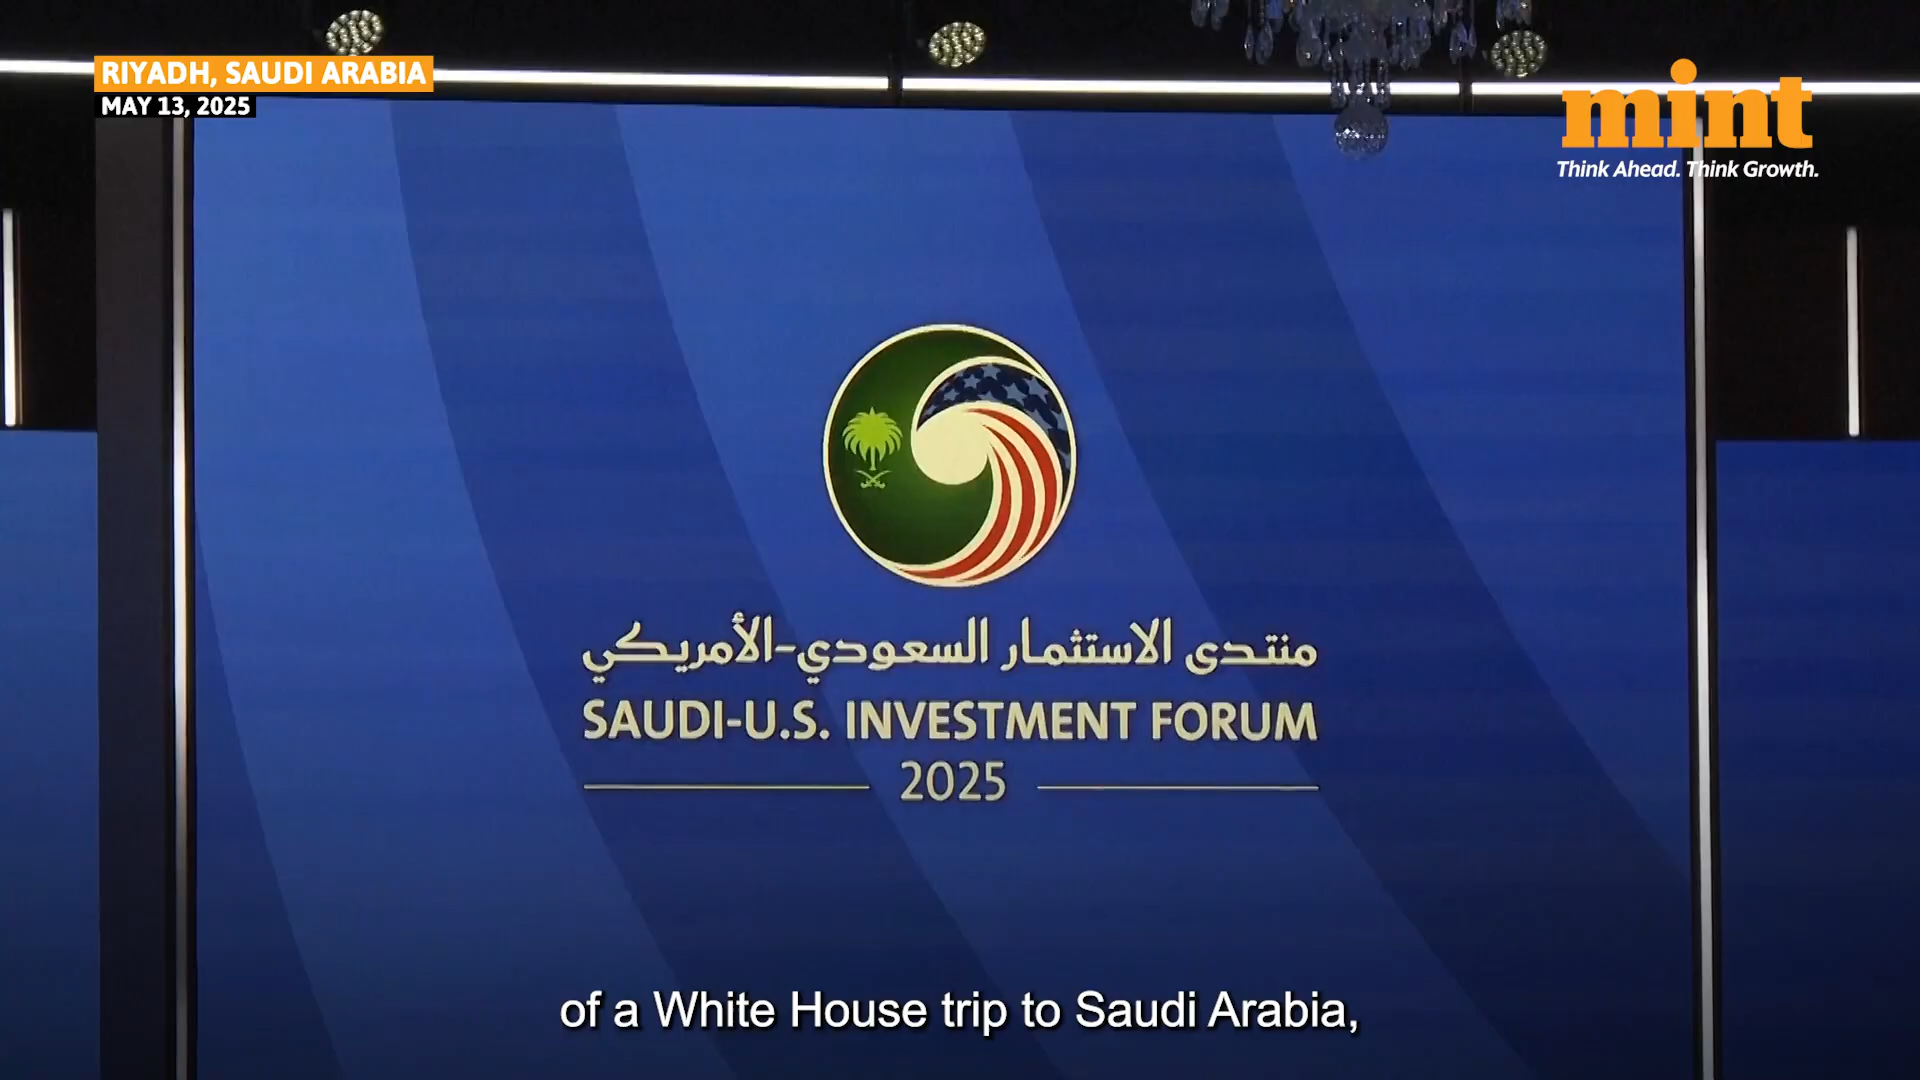 RIYADH, SAUDI ARABIA
MAY 13, 2025
mint
Think Ahead. Think Growth.
منتدى الاستثمار السعودي-الأمريكي
SAUDI-U.S. INVESTMENT FORUM
2025
of a White House trip to Saudi Arabia,